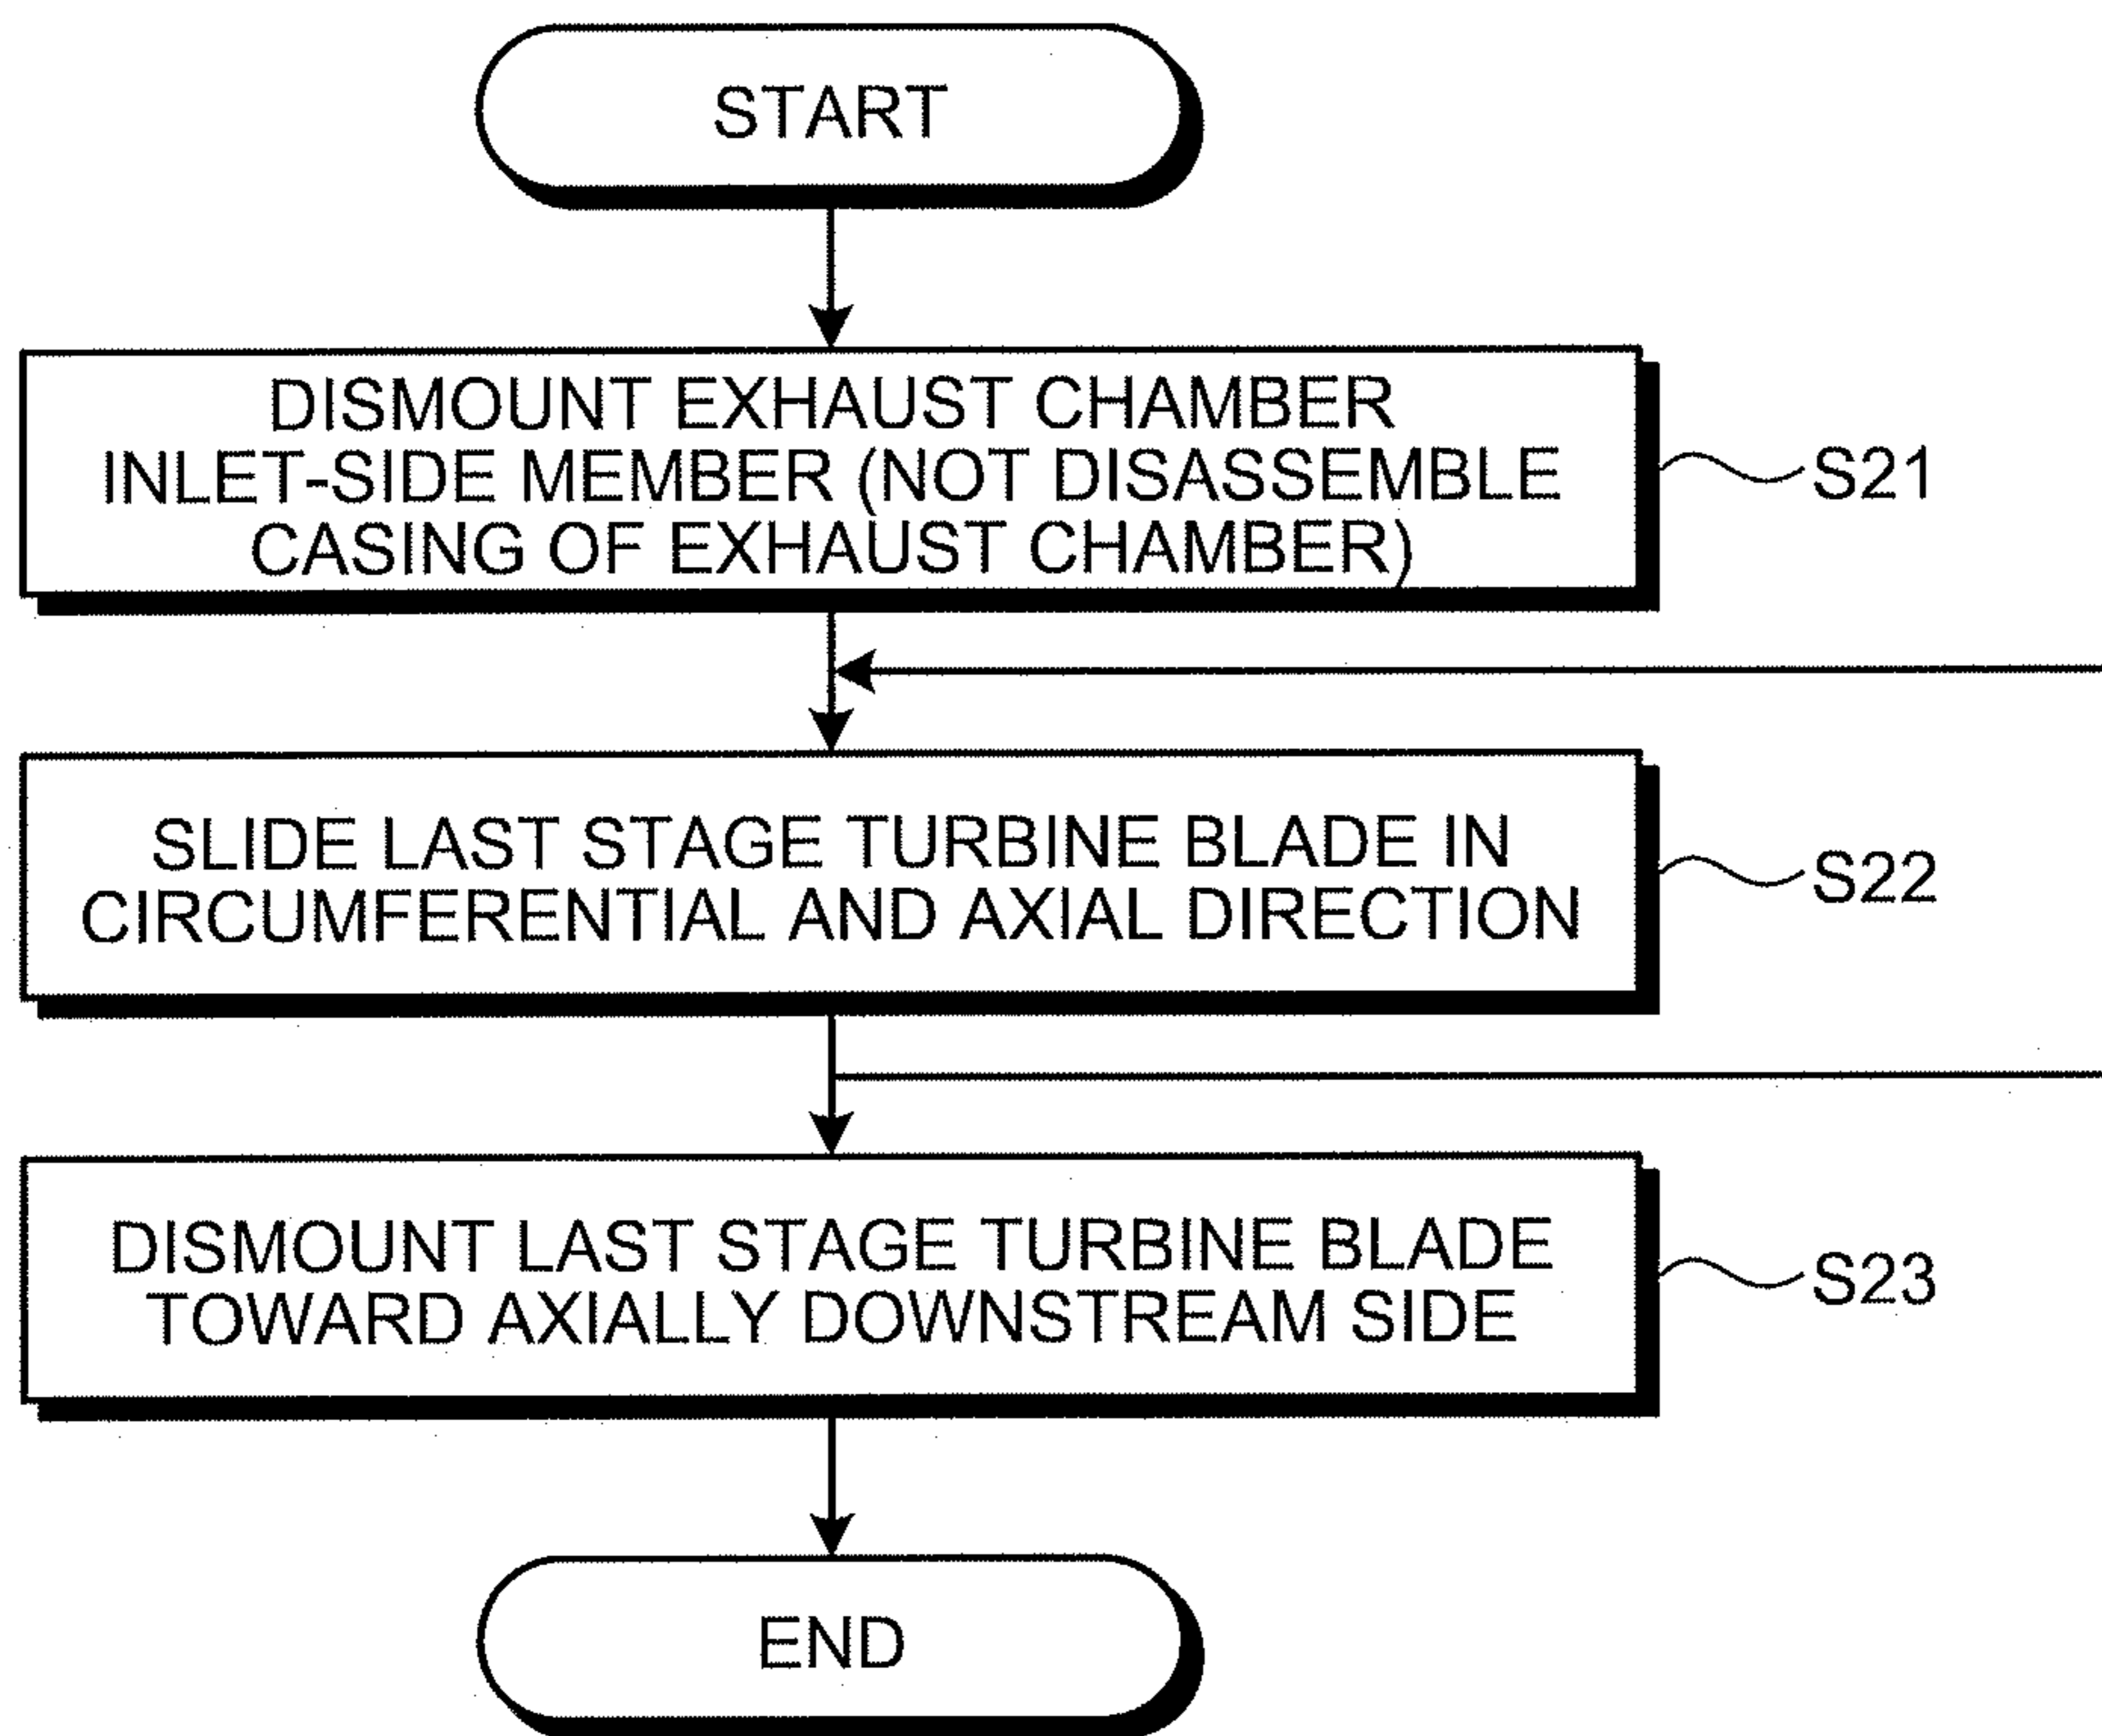 START
DISMOUNT EXHAUST CHAMBER
INLET-SIDE MEMBER (NOT DISASSEMBLE
CASING OF EXHAUST CHAMBER)
S21
SLIDE LAST STAGE TURBINE BLADE IN
CIRCUMFERENTIAL AND AXIAL DIRECTION
S22
DISMOUNT LAST STAGE TURBINE BLADE
TOWARD AXIALLY DOWNSTREAM SIDE
S23
END